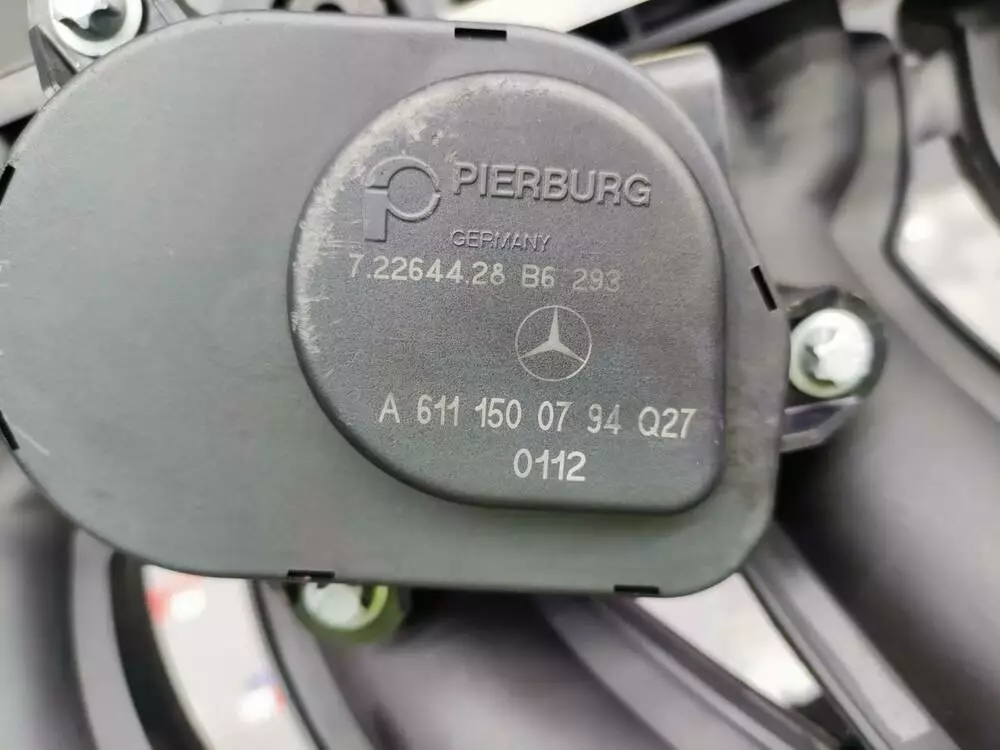 PIERBURG
GERMANY
7.22644.28 B6 293
A 611 150 07 94 Q27
0112